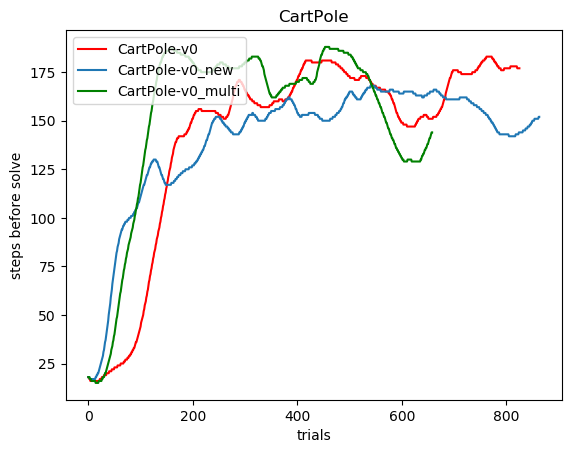 CartPole
CartPole-v0
CartPole-v0_new
CartPole-v0_multi
175
150
125
100
75
50
25
steps before solve
0 200 400 600 800
trials